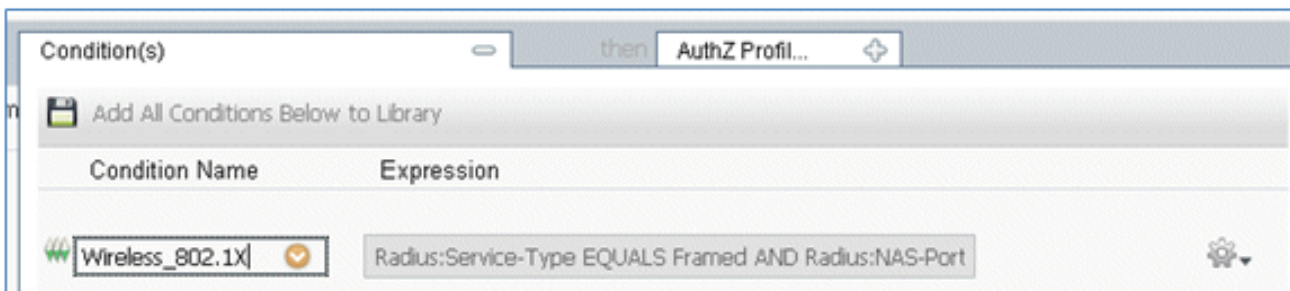 Condition(s)
then AuthZ Profil...
Add All Conditions Below to Library
Condition Name Expression
Wireless_802.1X Radius:Service-Type EQUALS Framed AND Radius:NAS-Port